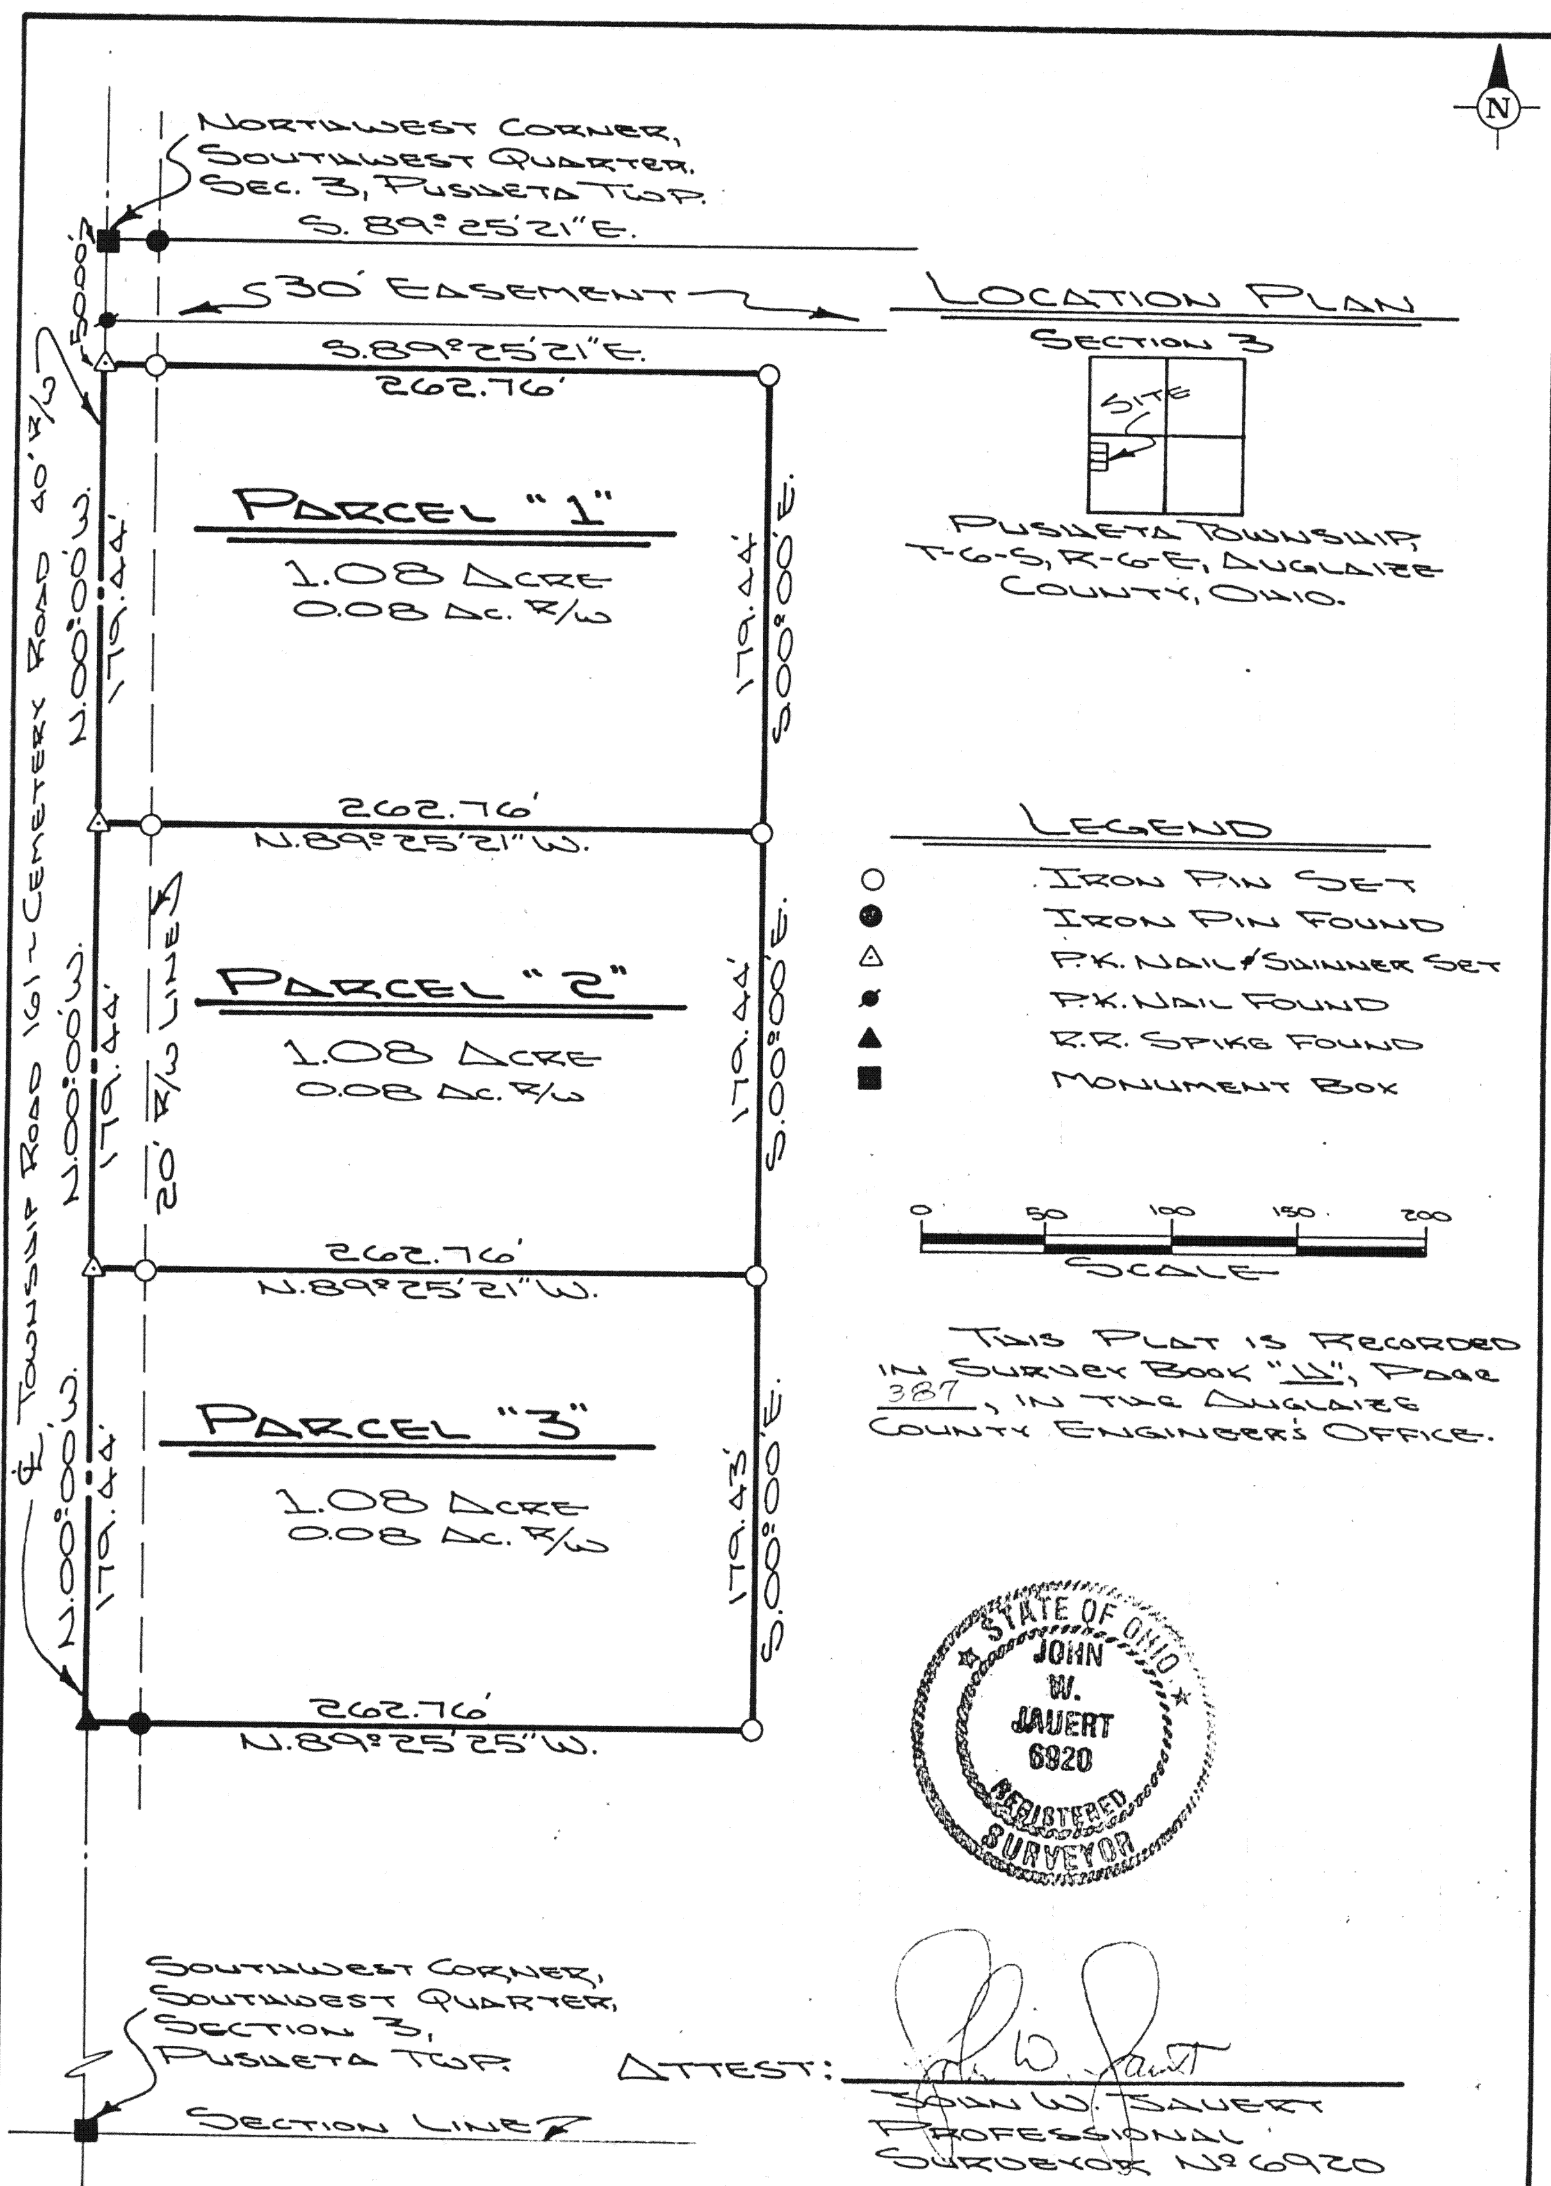 N
NORTHWEST CORNER,
SOUTHWEST QUARTER.
SEC. 3, PUSHETA TWP.
S. 89°25'21"E.
50.00'
30' EASEMENT
S.89°25'21"E.
262.76'
LOCATION PLAN
SECTION 3
SITE
PUSHETA TOWNSHIP,
T-6-S, R-6-E, AUGLAIZE
COUNTY, OHIO.
℄ TOWNSHIP ROAD 161 ~ CEMETERY ROAD 40' R/W
N.00°00'W.
179.44'
PARCEL "1"
1.08 ACRE
0.08 AC. R/W
179.44'
S.00°00'E.
262.76'
N.89°25'21"W.
20' R/W LINE
N.00°00'W.
179.44'
PARCEL "2"
1.08 ACRE
0.08 AC. R/W
179.44'
S.00°00'E.
262.76'
N.89°25'21"W.
N.00°00'W.
179.44'
PARCEL "3"
1.08 ACRE
0.08 AC. R/W
179.43'
S.00°00'E.
262.76'
N.89°25'25"W.
LEGEND
IRON PIN SET
IRON PIN FOUND
P.K. NAIL & SHINNER SET
P.K. NAIL FOUND
R.R. SPIKE FOUND
MONUMENT BOX
0 50 100 150 200
SCALE
THIS PLAT IS RECORDED
IN SURVEY BOOK "H", PAGE
387, IN THE AUGLAIZE
COUNTY ENGINEER'S OFFICE.
STATE OF OHIO
JOHN
W.
JAUERT
6920
REGISTERED
SURVEYOR
SOUTHWEST CORNER,
SOUTHWEST QUARTER,
SECTION 3,
PUSHETA TWP.
SECTION LINE
ATTEST: John W. Jauert
JOHN W. JAUERT
PROFESSIONAL
SURVEYOR Nº 6920